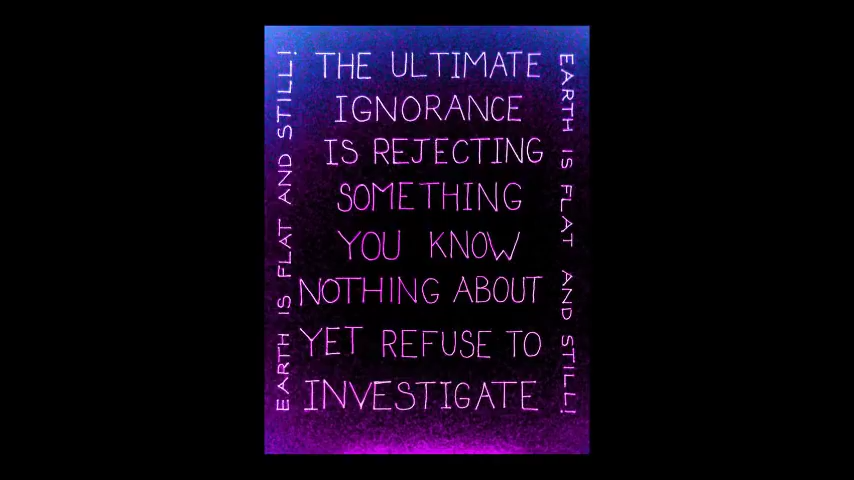 THE ULTIMATE
IGNORANCE
IS REJECTING
SOMETHING
YOU KNOW
NOTHING ABOUT
YET REFUSE TO
INVESTIGATE
EARTH IS FLAT AND STILL!
EARTH IS FLAT AND STILL!